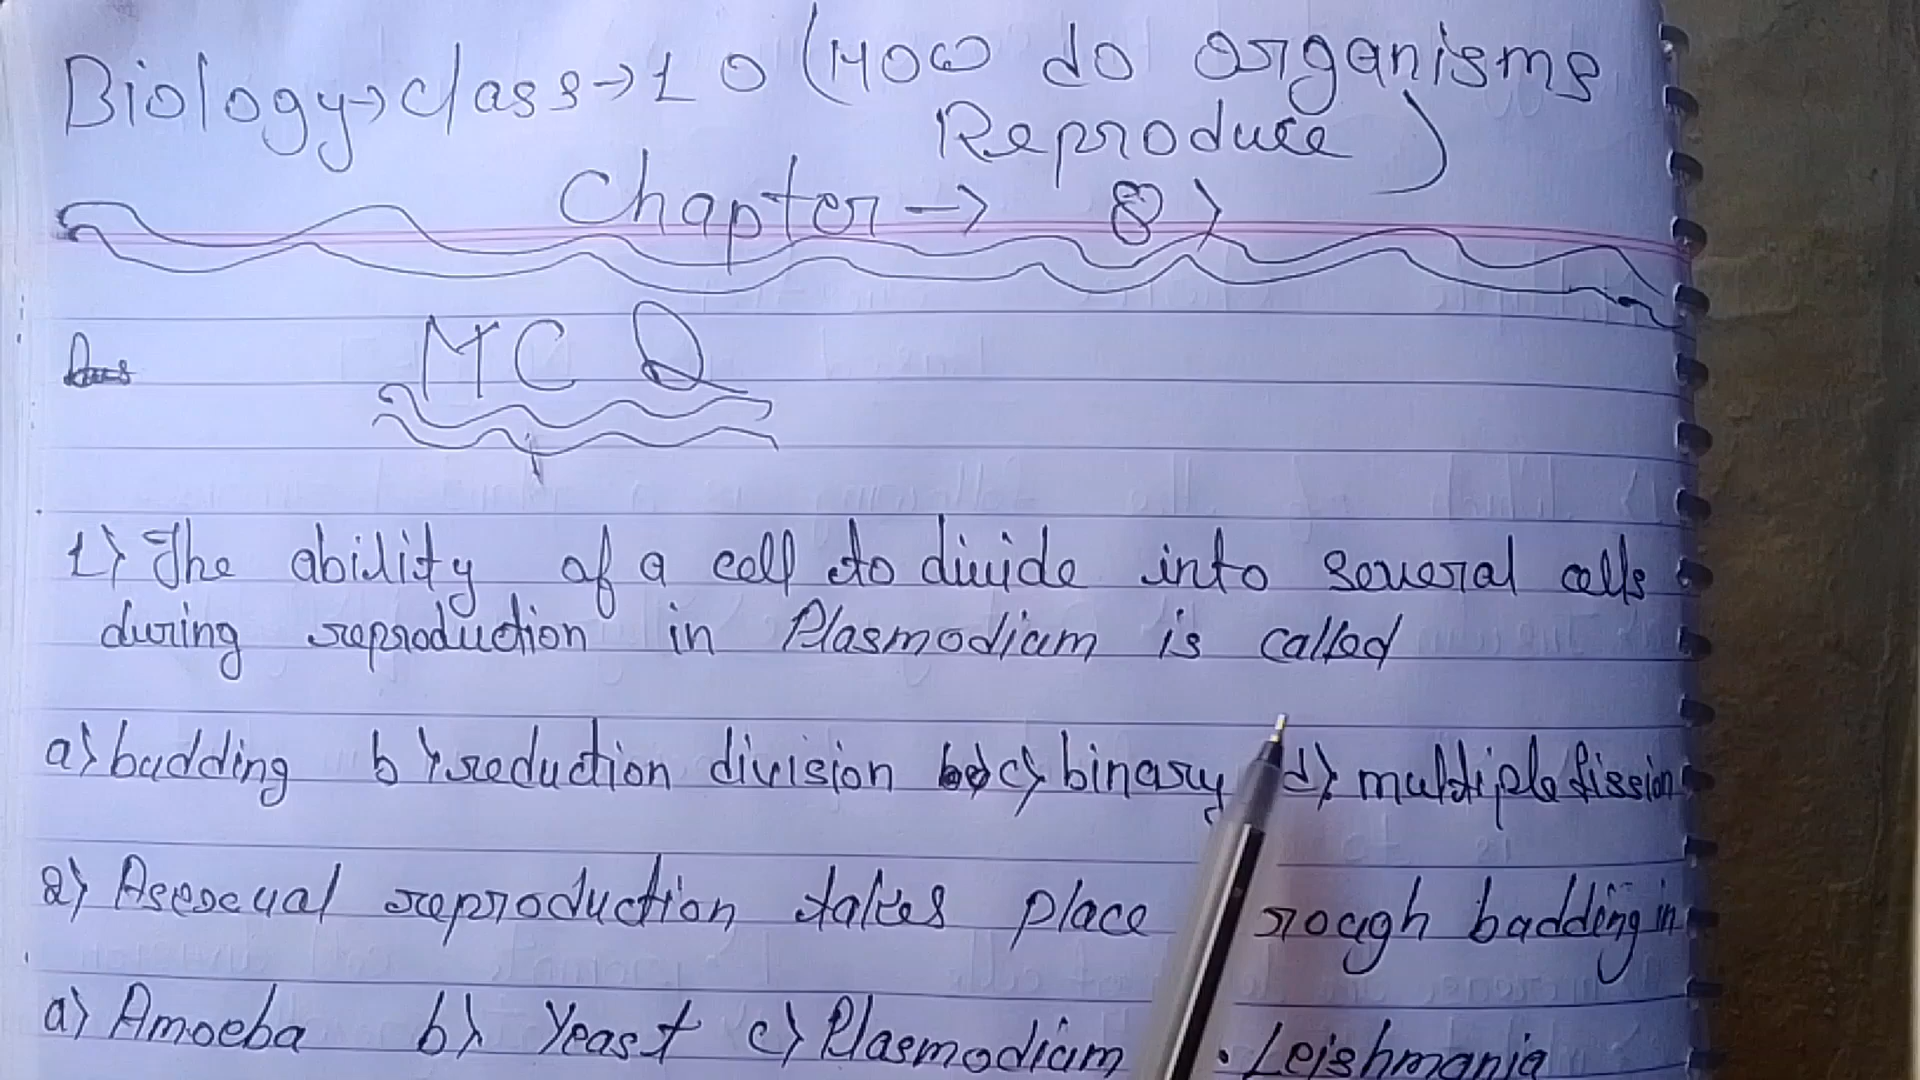 Biology→class→10 (HOW do organisms
Reproduce)
Chapter → 8)
MCQ
1) The ability of a cell to divide into several cells
during reproduction in Plasmodium is called
a) budding b) reduction division c) binary d) multiple fission
2) Asexual reproduction takes place rough budding in
a) Amoeba b) Yeast c) Plasmodium . Leishmania